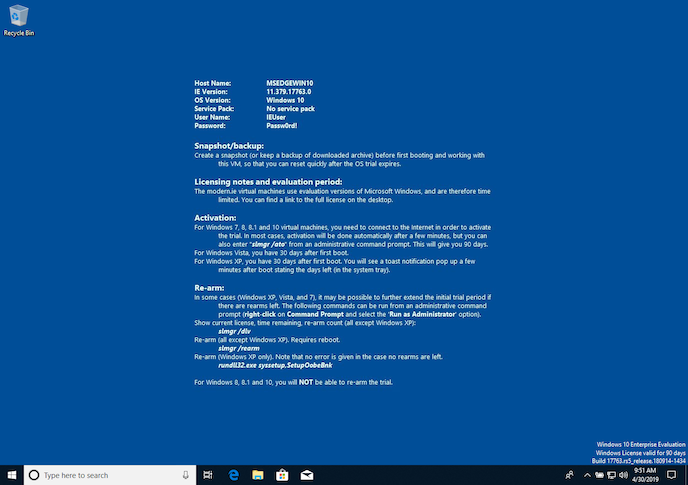 Recycle Bin
Host Name: MSEDGEWIN10
IE Version: 11.379.17763.0
OS Version: Windows 10
Service Pack: No service pack
User Name: IEUser
Password: Passw0rd!
Snapshot/backup:
Create a snapshot (or keep a backup of downloaded archive) before first booting and working with
this VM, so that you can reset quickly after the OS trial expires.
Licensing notes and evaluation period:
The modern.ie virtual machines use evaluation versions of Microsoft Windows, and are therefore time
limited. You can find a link to the full license on the desktop.
Activation:
For Windows 7, 8, 8.1 and 10 virtual machines, you need to connect to the Internet in order to activate
the trial. In most cases, activation will be done automatically after a few minutes, but you can
also enter "slmgr /ato" from an administrative command prompt. This will give you 90 days.
For Windows Vista, you have 30 days after first boot.
For Windows XP, you have 30 days after first boot. You will see a toast notification pop up a few
minutes after boot stating the days left (in the system tray).
Re-arm:
In some cases (Windows XP, Vista, and 7), it may be possible to further extend the initial trial period if
there are rearms left. The following commands can be run from an administrative command
prompt (right-click on Command Prompt and select the 'Run as Administrator' option).
Show current license, time remaining, re-arm count (all except Windows XP):
slmgr /dlv
Re-arm (all except Windows XP). Requires reboot.
slmgr /rearm
Re-arm (Windows XP only). Note that no error is given in the case no rearms are left.
rundll32.exe syssetup,SetupOobeBnk
For Windows 8, 8.1 and 10, you will NOT be able to re-arm the trial.
Windows 10 Enterprise Evaluation
Windows License valid for 90 days
Build 17763.rs5_release.180914-1434
Type here to search
9:51 AM
4/30/2019